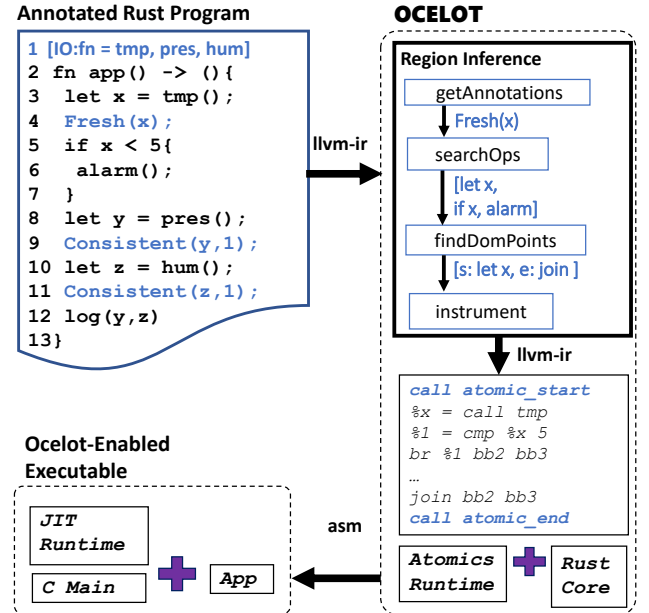 Annotated Rust Program
1 [IO:fn = tmp, pres, hum]
2 fn app() -> (){
3 let x = tmp();
4 Fresh(x);
5 if x < 5{
6 alarm();
7 }
8 let y = pres();
9 Consistent(y,1);
10 let z = hum();
11 Consistent(z,1);
12 log(y,z)
13}
llvm-ir
OCELOT
Region Inference
getAnnotations
Fresh(x)
searchOps
[let x,
if x, alarm]
findDomPoints
[s: let x, e: join ]
instrument
llvm-ir
call atomic_start
%x = call tmp
%1 = cmp %x 5
br %1 bb2 bb3
…
join bb2 bb3
call atomic_end
Atomics
Runtime
Rust
Core
asm
Ocelot-Enabled
Executable
JIT
Runtime
C Main
App